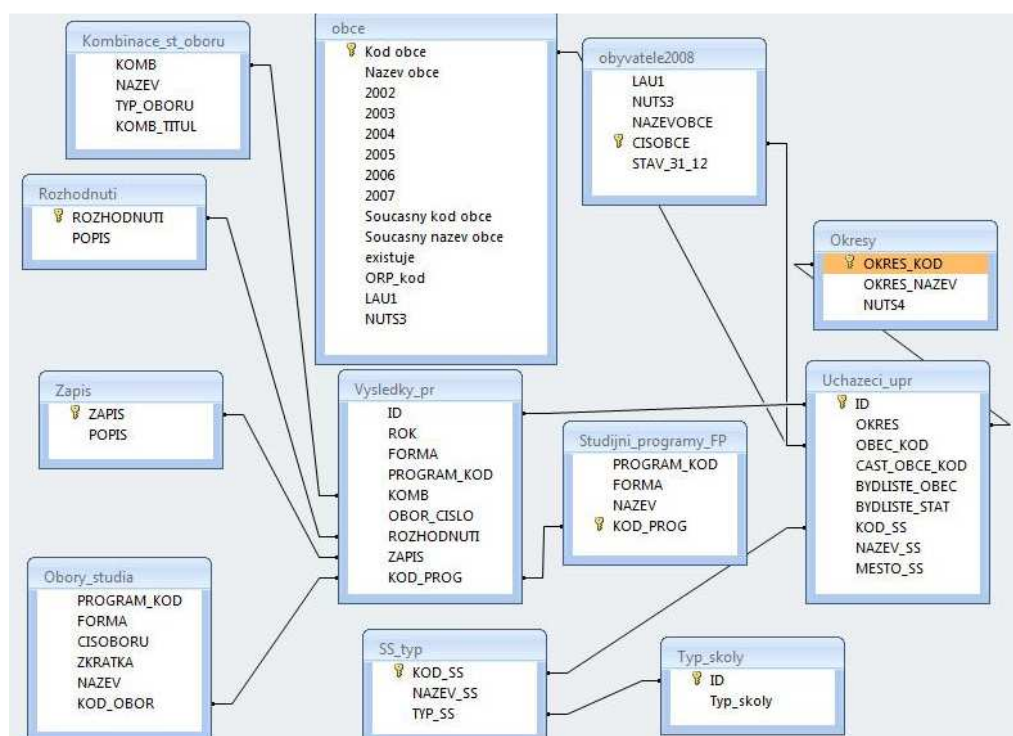 Kombinace_st_oboru
KOMB
NAZEV
TYP_OBORU
KOMB_TITUL
obce
Kod obce
Nazev obce
2002
2003
2004
2005
2006
2007
Soucasny kod obce
Soucasny nazev obce
existuje
ORP_kod
LAU1
NUTS3
obyvatele2008
LAU1
NUTS3
NAZEVOBCE
CISOBCE
STAV_31_12
Rozhodnuti
ROZHODNUTI
POPIS
Okresy
OKRES_KOD
OKRES_NAZEV
NUTS4
Zapis
ZAPIS
POPIS
Vysledky_pr
ID
ROK
FORMA
PROGRAM_KOD
KOMB
OBOR_CISLO
ROZHODNUTI
ZAPIS
KOD_PROG
Studijni_programy_FP
PROGRAM_KOD
FORMA
NAZEV
KOD_PROG
Uchazeci_upr
ID
OKRES
OBEC_KOD
CAST_OBCE_KOD
BYDLISTE_OBEC
BYDLISTE_STAT
KOD_SS
NAZEV_SS
MESTO_SS
Obory_studia
PROGRAM_KOD
FORMA
CISOBORU
ZKRATKA
NAZEV
KOD_OBOR
SS_typ
KOD_SS
NAZEV_SS
TYP_SS
Typ_skoly
ID
Typ_skoly